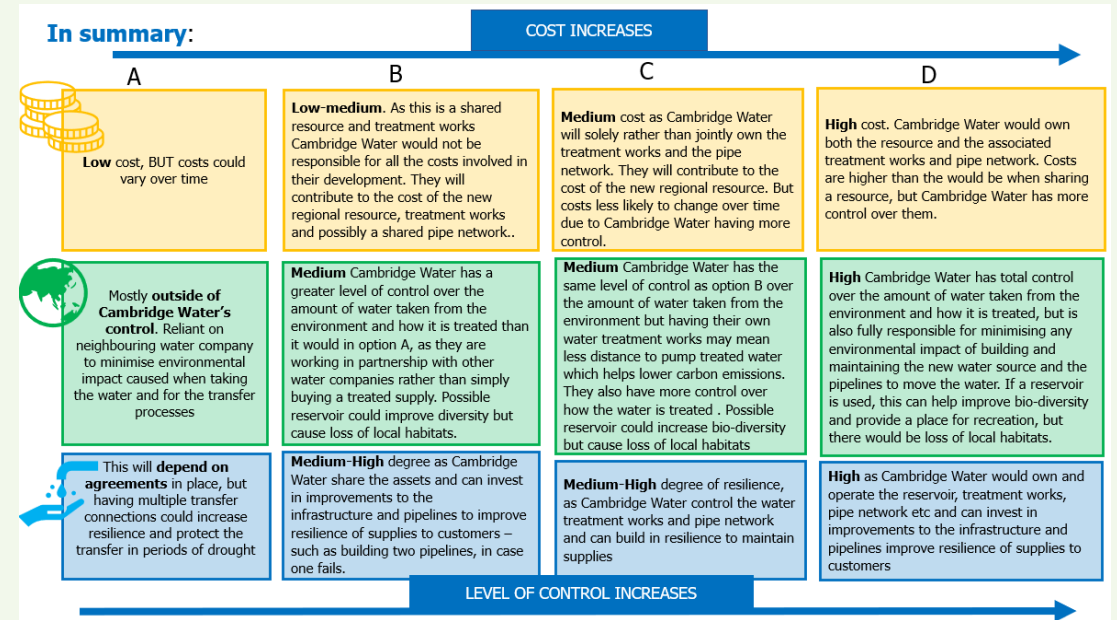 In summary:
COST INCREASES
A
B
C
D
Low cost, BUT costs could
vary over time
Low-medium. As this is a shared
resource and treatment works
Cambridge Water would not be
responsible for all the costs involved in
their development. They will
contribute to the cost of the new
regional resource, treatment works
and possibly a shared pipe network..
Medium cost as Cambridge Water
will solely rather than jointly own the
treatment works and the pipe
network. They will contribute to the
cost of the new regional resource. But
costs less likely to change over time
due to Cambridge Water having more
control.
High cost. Cambridge Water would own
both the resource and the associated
treatment works and pipe network. Costs
are higher than the would be when sharing
a resource, but Cambridge Water has more
control over them.
Mostly outside of
Cambridge Water's
control. Reliant on
neighbouring water company
to minimise environmental
impact caused when taking
the water and for the transfer
processes
Medium Cambridge Water has a
greater level of control over the
amount of water taken from the
environment and how it is treated than
it would in option A, as they are
working in partnership with other
water companies rather than simply
buying a treated supply. Possible
reservoir could improve diversity but
cause loss of local habitats.
Medium Cambridge Water has the
same level of control as option B over
the amount of water taken from the
environment but having their own
water treatment works may mean
less distance to pump treated water
which helps lower carbon emissions.
They also have more control over
how the water is treated . Possible
reservoir could increase bio-diversity
but cause loss of local habitats
High Cambridge Water has total control
over the amount of water taken from the
environment and how it is treated, but is
also fully responsible for minimising any
environmental impact of building and
maintaining the new water source and the
pipelines to move the water. If a reservoir
is used, this can help improve bio-diversity
and provide a place for recreation, but
there would be loss of local habitats.
This will depend on
agreements in place, but
having multiple transfer
connections could increase
resilience and protect the
transfer in periods of drought
Medium-High degree as Cambridge
Water share the assets and can invest
in improvements to the
infrastructure and pipelines to improve
resilience of supplies to customers –
such as building two pipelines, in case
one fails.
Medium-High degree of resilience,
as Cambridge Water control the water
treatment works and pipe network
and can build in resilience to maintain
supplies
High as Cambridge Water would own and
operate the reservoir, treatment works,
pipe network etc and can invest in
improvements to the infrastructure and
pipelines improve resilience of supplies to
customers
LEVEL OF CONTROL INCREASES